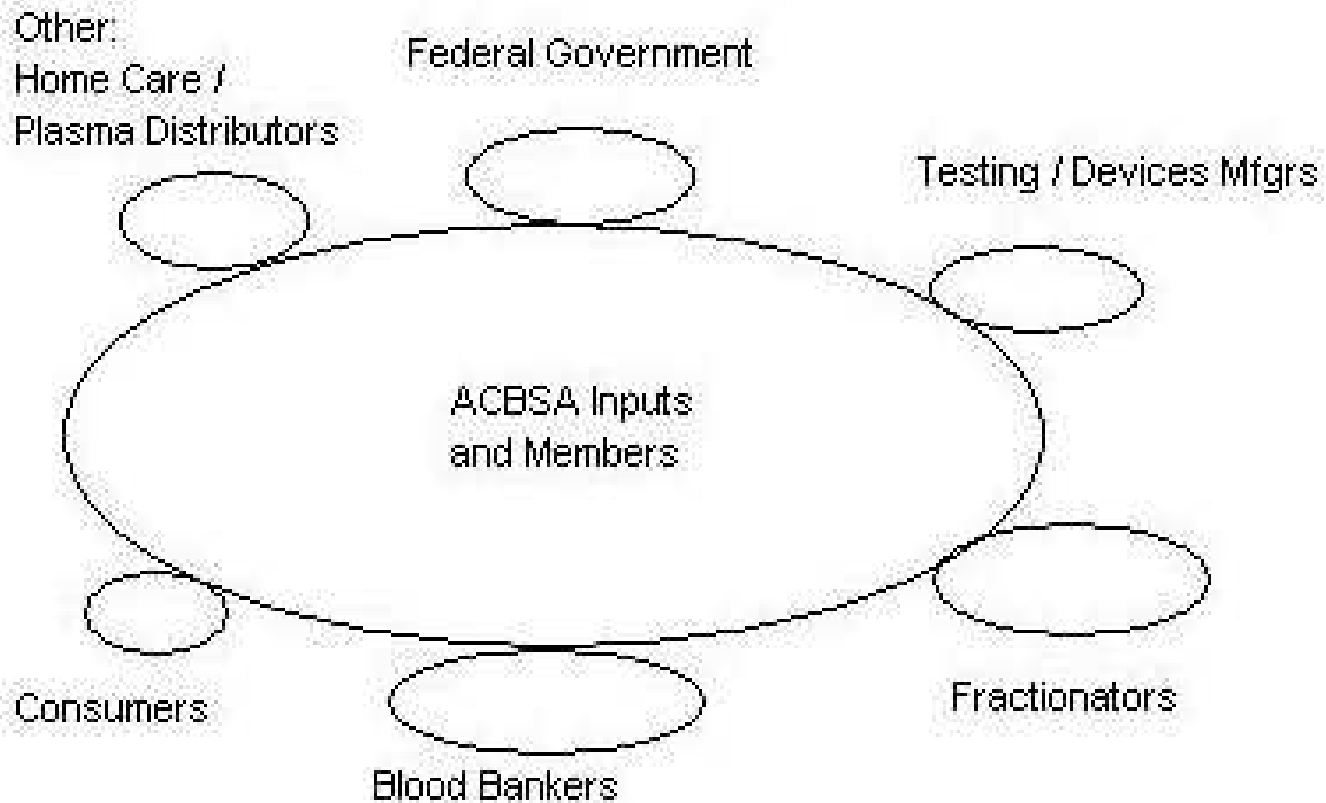 Other:
Home Care /
Plasma Distributors
Federal Government
Testing / Devices Mfgrs
ACBSA Inputs
and Members
Consumers
Fractionators
Blood Bankers